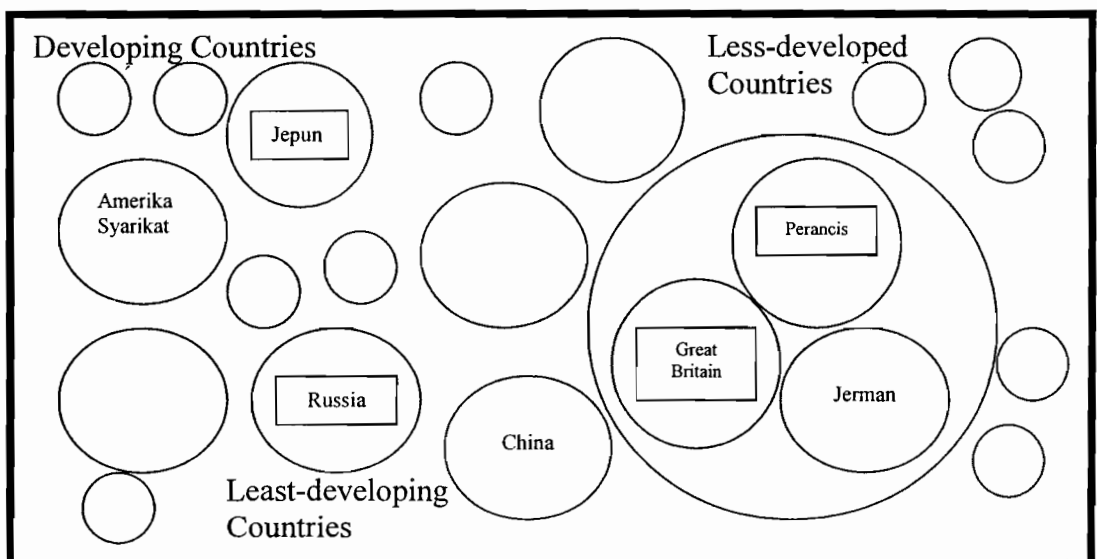 Developing Countries
Less-developed
Countries
Jepun
Amerika
Syarikat
Perancis
Great
Britain
Jerman
Russia
China
Least-developing
Countries